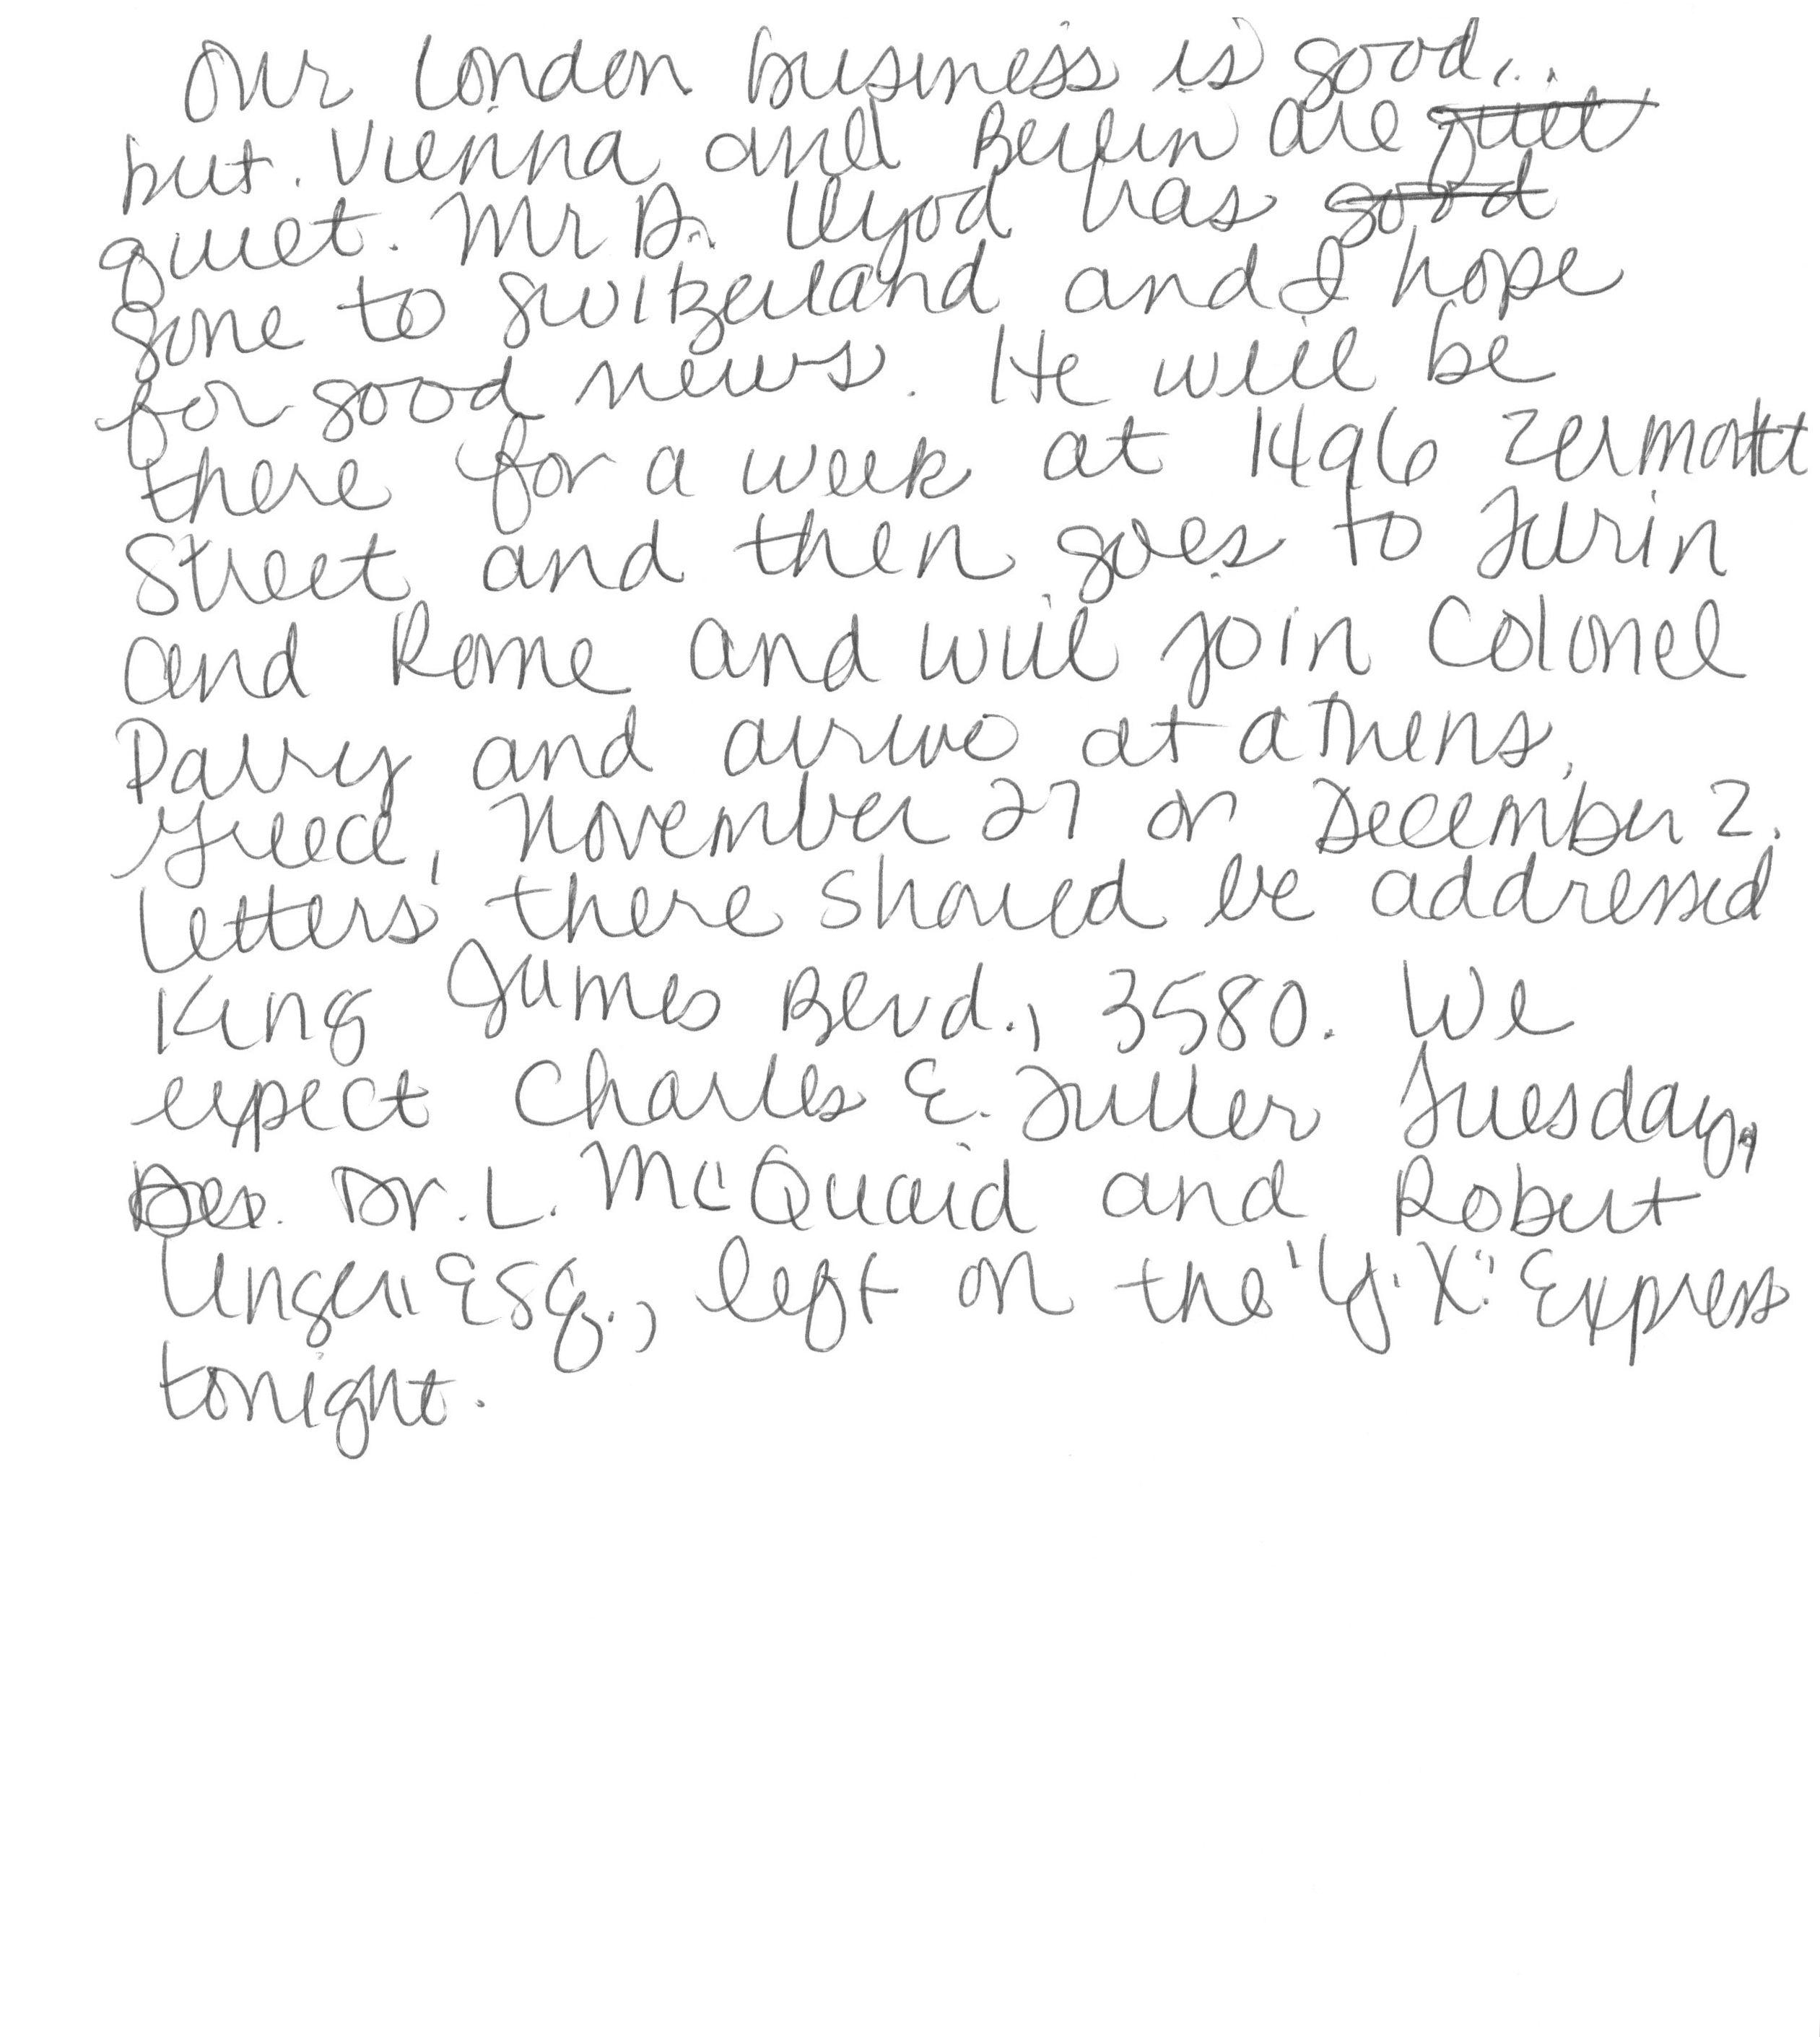 Our London business is good,
but Vienna and Berlin are quiet
quiet. Mr D. Lloyd has good
gone to Switzerland and I hope
for good news. He will be
there for a week at 1496 Zermatt
Street and then goes to Turin
and Rome and will join Colonel
Parry and arrive at Athens,
Greece, November 27 or December 2.
Letters there should be addressed
King James Blvd., 3580. We
expect Charles E. Fuller Tuesday.
Dr. L. McQuaid and Robert
Unger, Esq., left on the "Y.X." Express
tonight.